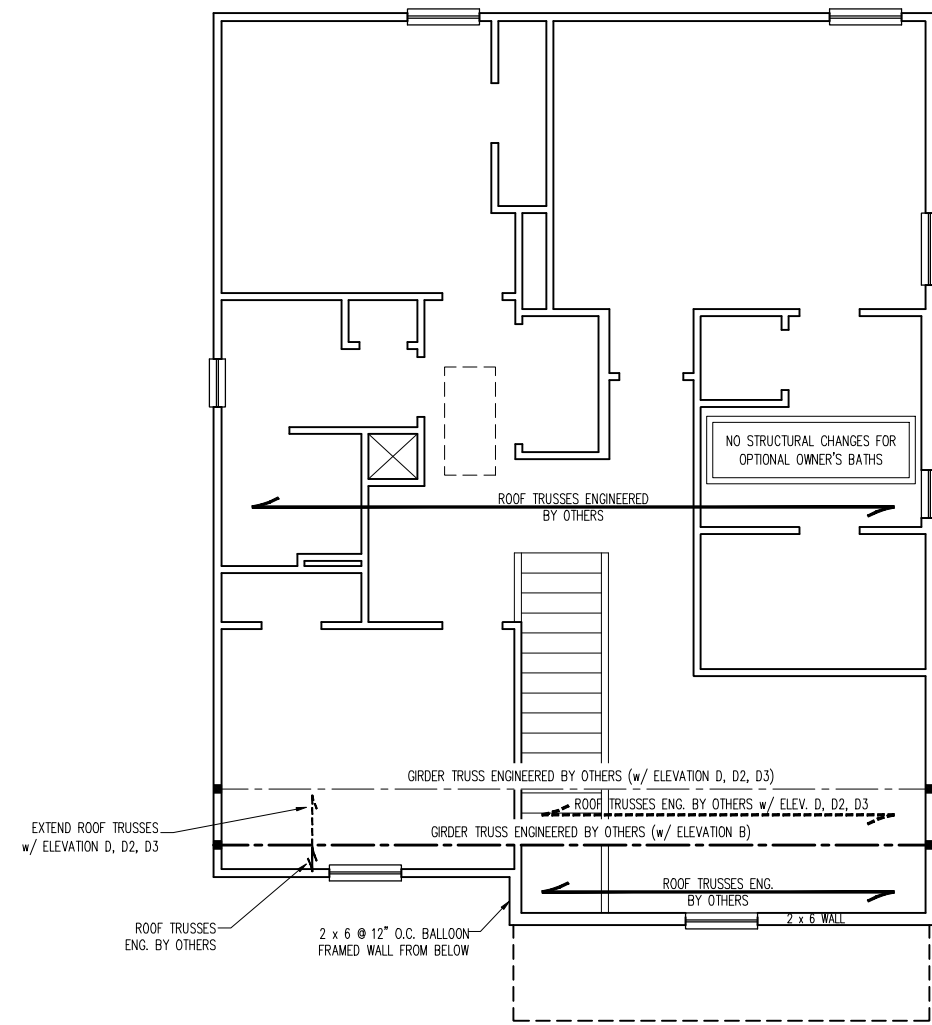 NO STRUCTURAL CHANGES FOR
OPTIONAL OWNER'S BATHS
ROOF TRUSSES ENGINEERED
BY OTHERS
GIRDER TRUSS ENGINEERED BY OTHERS (w/ ELEVATION D, D2, D3)
ROOF TRUSSES ENG. BY OTHERS w/ ELEV. D, D2, D3
EXTEND ROOF TRUSSES
w/ ELEVATION D, D2, D3
GIRDER TRUSS ENGINEERED BY OTHERS (w/ ELEVATION B)
ROOF TRUSSES ENG.
BY OTHERS
2 x 6 WALL
ROOF TRUSSES
ENG. BY OTHERS
2 x 6 @ 12" O.C. BALLOON
FRAMED WALL FROM BELOW